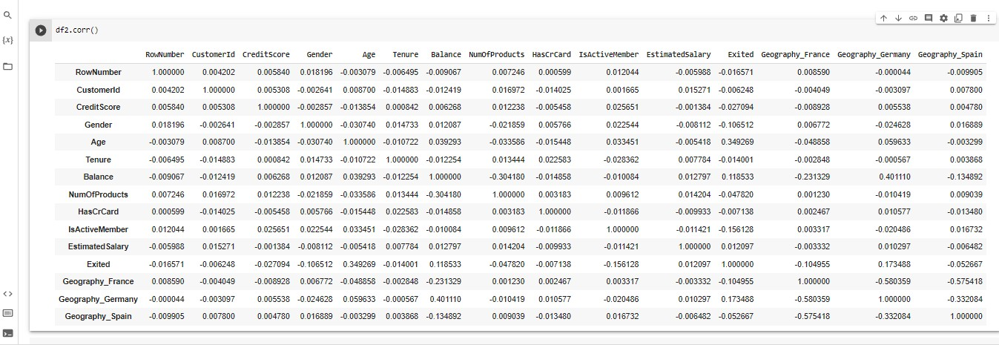 df2.corr()
RowNumber CustomerId CreditScore Gender Age Tenure Balance NumOfProducts HasCrCard IsActiveMember EstimatedSalary Exited Geography_France Geography_Germany Geography_Spain
RowNumber 1.000000 0.004202 0.005840 0.018196 -0.003079 -0.006495 -0.009067 0.007246 0.000599 0.012044 -0.005988 -0.016571 0.008590 -0.000044 -0.009905
CustomerId 0.004202 1.000000 0.005308 -0.002641 0.008700 -0.014883 -0.012419 0.016972 -0.014025 0.001665 0.015271 -0.006248 -0.004049 -0.003097 0.007800
CreditScore 0.005840 0.005308 1.000000 -0.002857 -0.013854 0.000842 0.006268 0.012238 -0.005458 0.025651 -0.001384 -0.027094 -0.008928 0.005538 0.004780
Gender 0.018196 -0.002641 -0.002857 1.000000 -0.030740 0.014733 0.012087 -0.021859 0.005766 0.022544 -0.008112 -0.106512 0.006772 -0.024628 0.016889
Age -0.003079 0.008700 -0.013854 -0.030740 1.000000 -0.010722 0.039293 -0.033586 -0.015448 0.033451 -0.005418 0.349269 -0.048858 0.059633 -0.003299
Tenure -0.006495 -0.014883 0.000842 0.014733 -0.010722 1.000000 -0.012254 0.013444 0.022583 -0.028362 0.007784 -0.014001 -0.002848 -0.000567 0.003868
Balance -0.009067 -0.012419 0.006268 0.012087 0.039293 -0.012254 1.000000 -0.304180 -0.014858 -0.010084 0.012797 0.118533 -0.231329 0.401110 -0.134892
NumOfProducts 0.007246 0.016972 0.012238 -0.021859 -0.033586 0.013444 -0.304180 1.000000 0.003183 0.009612 0.014204 -0.047820 0.001230 -0.010419 0.009039
HasCrCard 0.000599 -0.014025 -0.005458 0.005766 -0.015448 0.022583 -0.014858 0.003183 1.000000 -0.011866 -0.009933 -0.007138 0.002467 0.010577 -0.013480
IsActiveMember 0.012044 0.001665 0.025651 0.022544 0.033451 -0.028362 -0.010084 0.009612 -0.011866 1.000000 -0.011421 -0.156128 0.003317 -0.020486 0.016732
EstimatedSalary -0.005988 0.015271 -0.001384 -0.008112 -0.005418 0.007784 0.012797 0.014204 -0.009933 -0.011421 1.000000 0.012097 -0.003332 0.010297 -0.006482
Exited -0.016571 -0.006248 -0.027094 -0.106512 0.349269 -0.014001 0.118533 -0.047820 -0.007138 -0.156128 0.012097 1.000000 -0.104955 0.173488 -0.052667
Geography_France 0.008590 -0.004049 -0.008928 0.006772 -0.048858 -0.002848 -0.231329 0.001230 0.002467 0.003317 -0.003332 -0.104955 1.000000 -0.580359 -0.575418
Geography_Germany -0.000044 -0.003097 0.005538 -0.024628 0.059633 -0.000567 0.401110 -0.010419 0.010577 -0.020486 0.010297 0.173488 -0.580359 1.000000 -0.332084
Geography_Spain -0.009905 0.007800 0.004780 0.016889 -0.003299 0.003868 -0.134892 0.009039 -0.013480 0.016732 -0.006482 -0.052667 -0.575418 -0.332084 1.000000